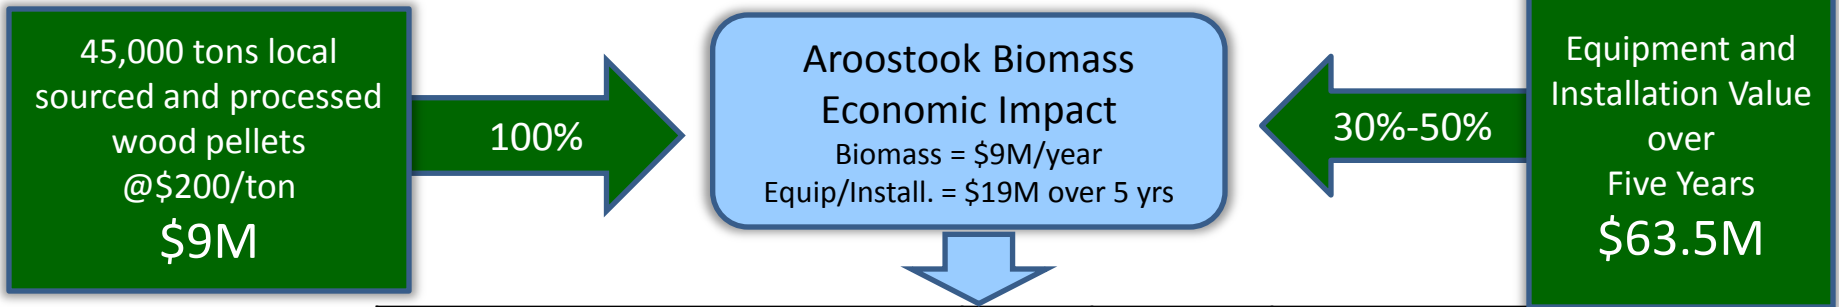 45,000 tons local
sourced and processed
wood pellets
@$200/ton
$9M
100%
Aroostook Biomass
Economic Impact
Biomass = $9M/year
Equip/Install. = $19M over 5 yrs
30%-50%
Equipment and
Installation Value
over
Five Years
$63.5M